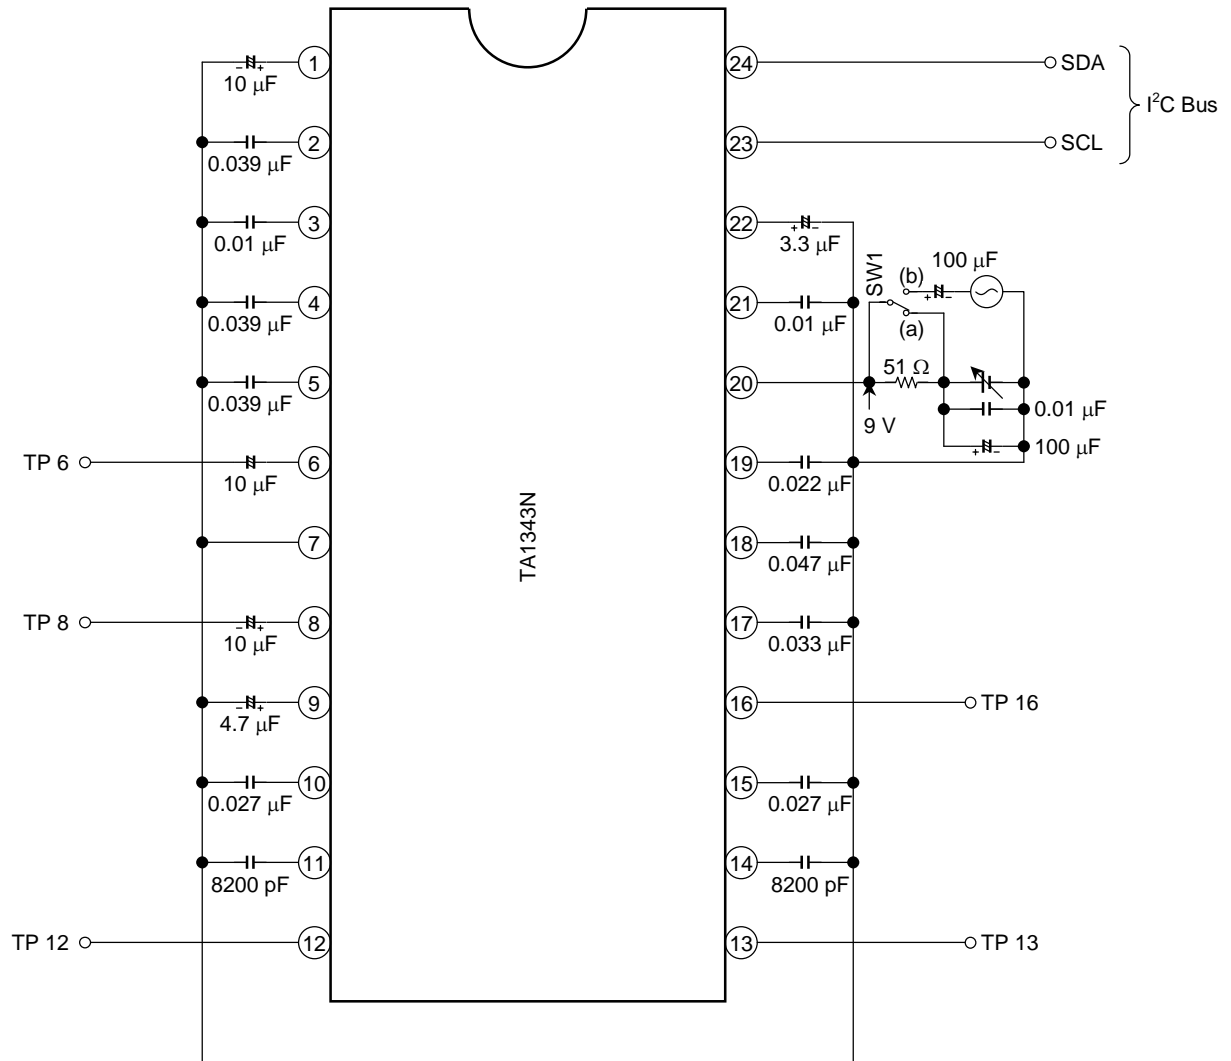 1
− +
10 μF
2
0.039 μF
3
0.01 μF
4
0.039 μF
5
0.039 μF
TP 6
6
10 μF
7
TP 8
− +
8
10 μF
− +
9
4.7 μF
10
0.027 μF
11
8200 pF
TP 12
12
TA1343N
24
SDA
I²C Bus
23
SCL
22
+ −
3.3 μF
21
0.01 μF
SW1
(b)
100 μF
+ −
(a)
20
51 Ω
9 V
0.01 μF
+ −
100 μF
19
0.022 μF
18
0.047 μF
17
0.033 μF
16
TP 16
15
0.027 μF
14
8200 pF
13
TP 13